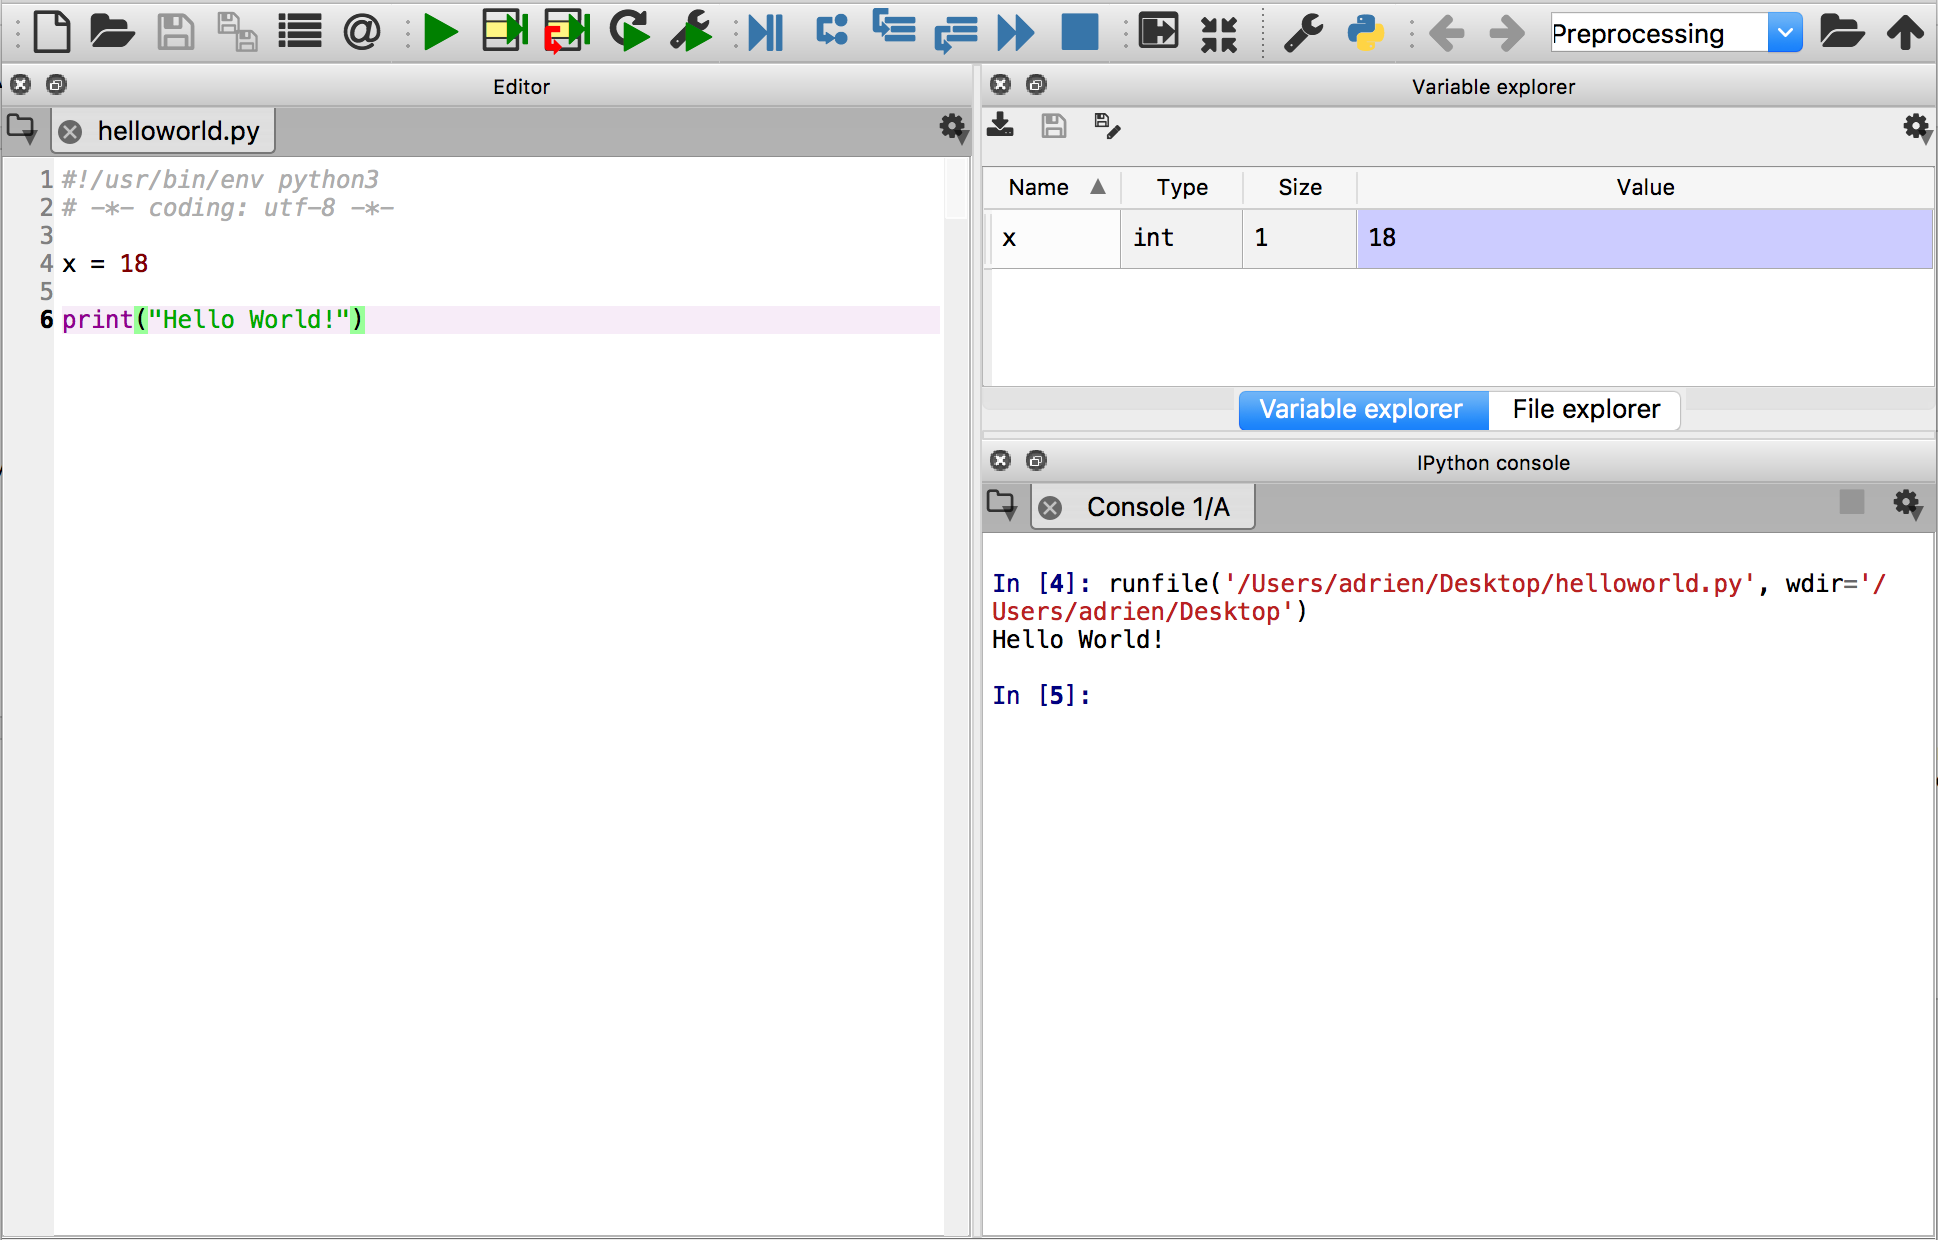 @
Preprocessing
Editor
helloworld.py
1 #!/usr/bin/env python3
2 # -*- coding: utf-8 -*-
3
4 x = 18
5
6 print("Hello World!")
Variable explorer
Name Type Size Value
x int 1 18
Variable explorer File explorer
IPython console
Console 1/A
In [4]: runfile('/Users/adrien/Desktop/helloworld.py', wdir='/
Users/adrien/Desktop')
Hello World!
In [5]: